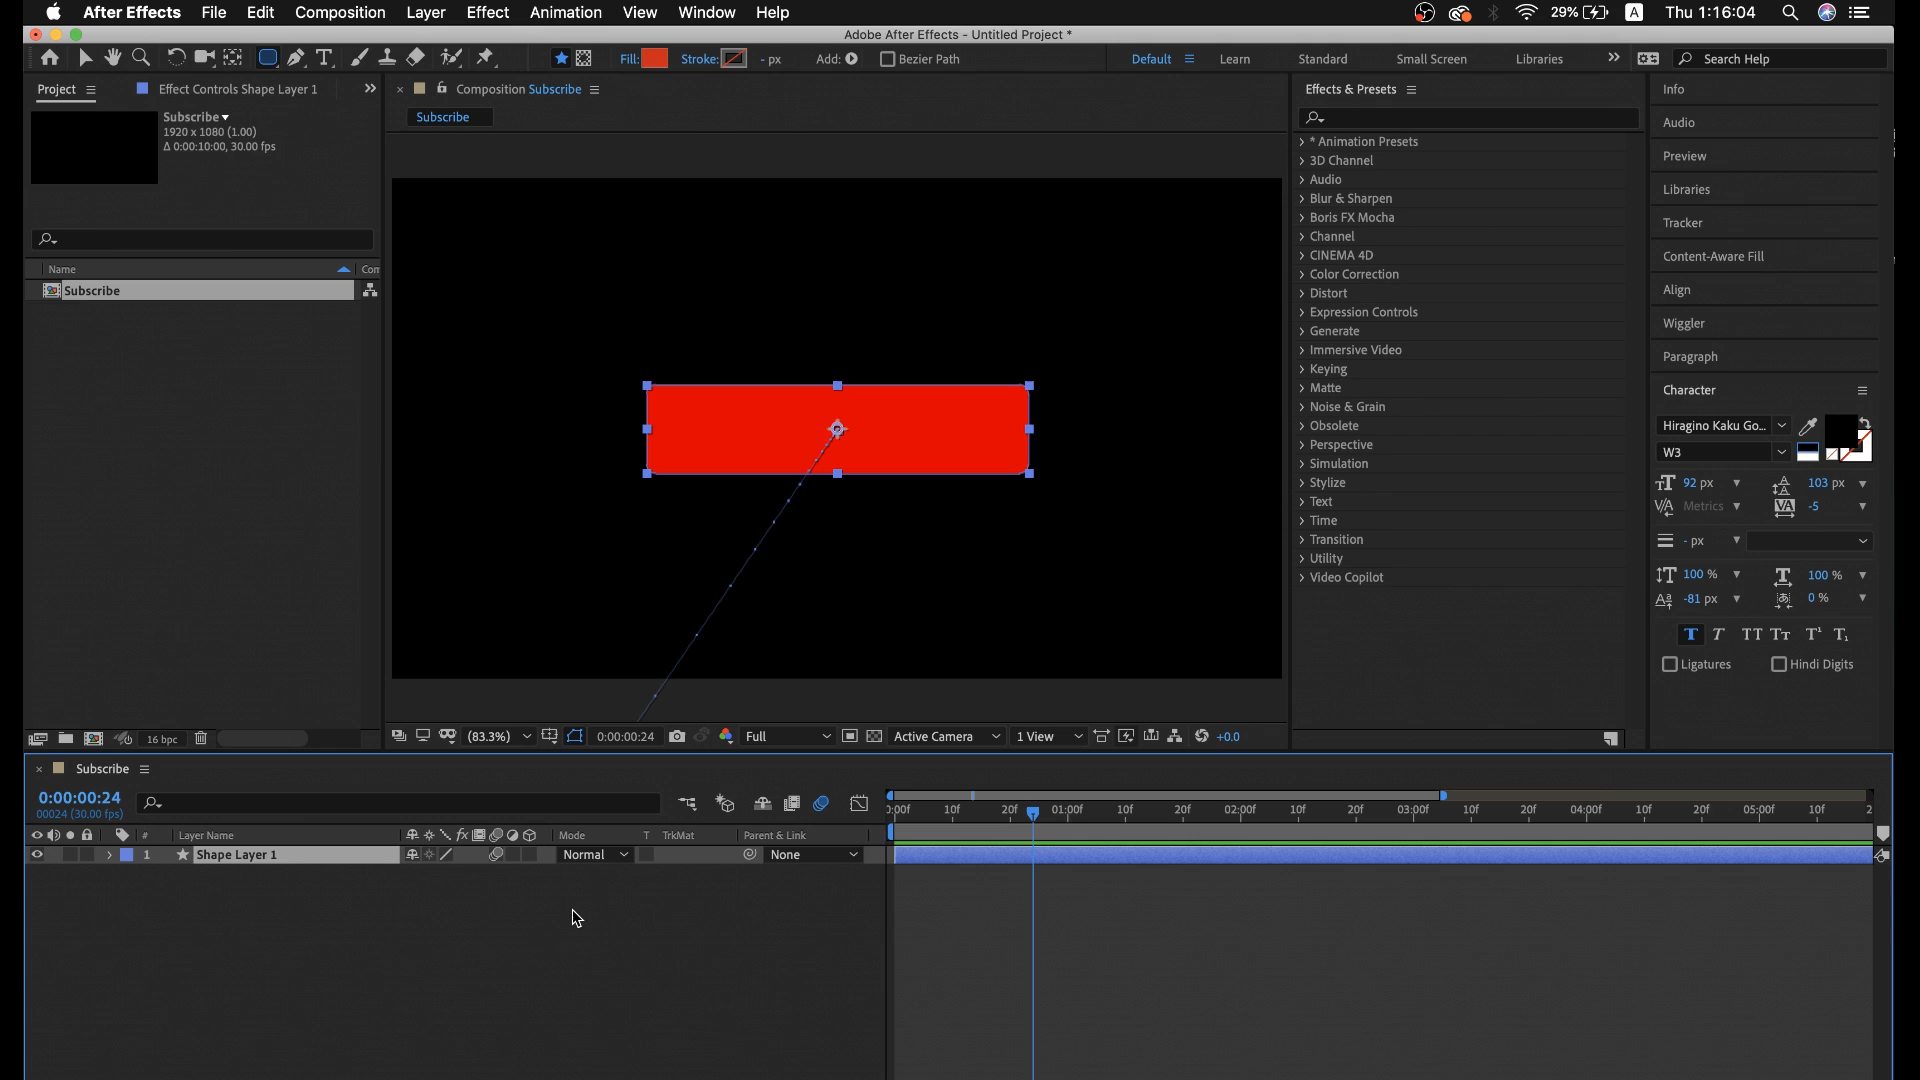 After Effects File Edit Composition Layer Effect Animation View Window Help 29% A Thu 1:16:04
Adobe After Effects - Untitled Project *
Fill: Stroke: - px Add: Bezier Path Default Learn Standard Small Screen Libraries Search Help
Project Effect Controls Shape Layer 1
Subscribe
1920 x 1080 (1.00)
Δ 0:00:10:00, 30.00 fps
Name Com
Subscribe
16 bpc
Composition Subscribe
Subscribe
(83.3%) 0:00:00:24 Full Active Camera 1 View +0.0
Effects & Presets
* Animation Presets
3D Channel
Audio
Blur & Sharpen
Boris FX Mocha
Channel
CINEMA 4D
Color Correction
Distort
Expression Controls
Generate
Immersive Video
Keying
Matte
Noise & Grain
Obsolete
Perspective
Simulation
Stylize
Text
Time
Transition
Utility
Video Copilot
Info
Audio
Preview
Libraries
Tracker
Content-Aware Fill
Align
Wiggler
Paragraph
Character
Hiragino Kaku Go...
W3
92 px 103 px
Metrics -5
- px
100 % 100 %
-81 px 0 %
T T TT Tt T¹ T₁
Ligatures Hindi Digits
Subscribe
0:00:00:24
00024 (30.00 fps)
):00f 10f 20f 01:00f 10f 20f 02:00f 10f 20f 03:00f 10f 20f 04:00f 10f 20f 05:00f 10f 2
# Layer Name Mode T TrkMat Parent & Link
1 Shape Layer 1 Normal None